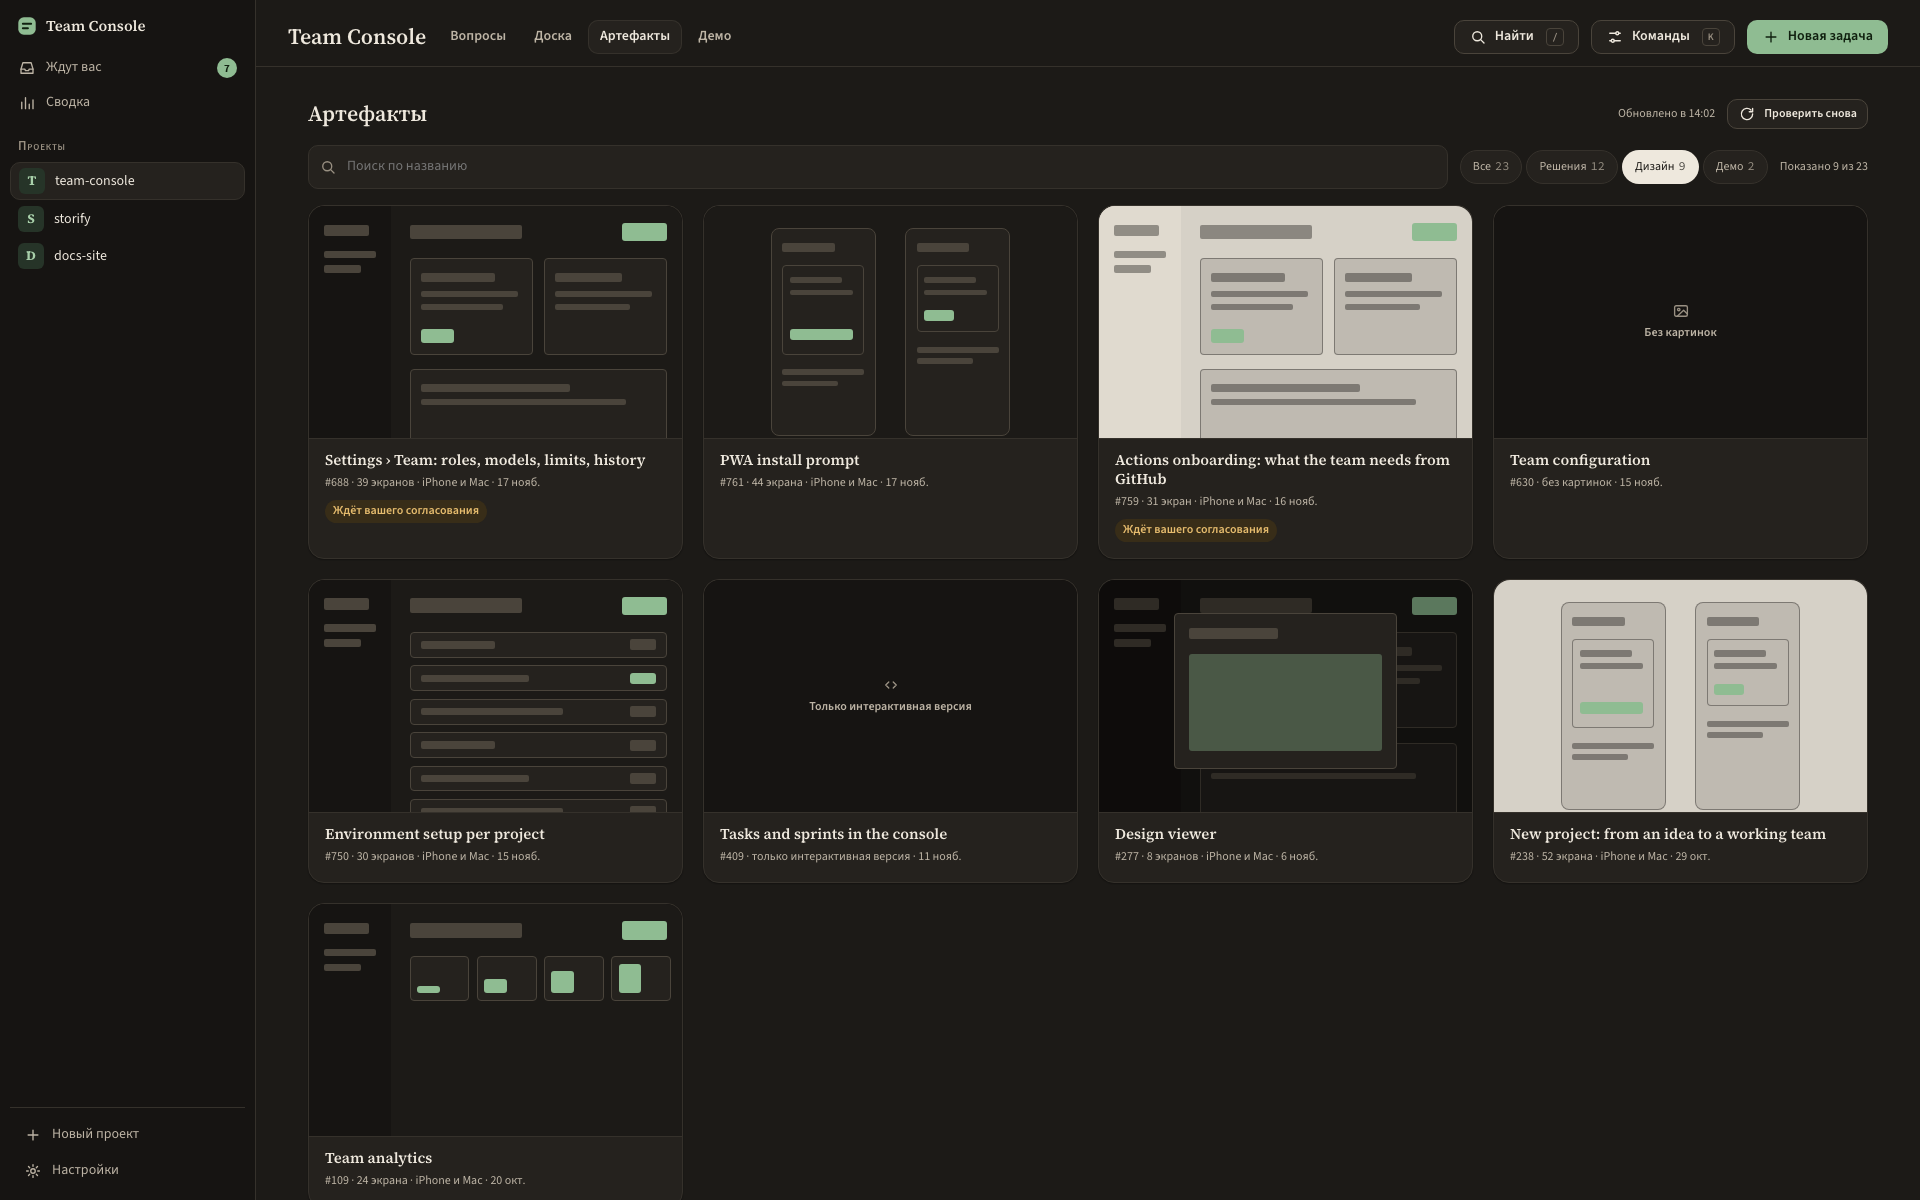 Team Console
Ждут вас
7
Сводка
Проекты
T
team-console
S
storify
D
docs-site
Новый проект
Настройки
Team Console
Вопросы
Доска
Артефакты
Демо
Найти
/
Команды
K
Новая задача
Артефакты
Обновлено в 14:02
Проверить снова
Поиск по названию
Все 23
Решения 12
Дизайн 9
Демо 2
Показано 9 из 23
Settings › Team: roles, models, limits, history
#688 · 39 экранов · iPhone и Mac · 17 нояб.
Ждёт вашего согласования
PWA install prompt
#761 · 44 экрана · iPhone и Mac · 17 нояб.
Actions onboarding: what the team needs from
GitHub
#759 · 31 экран · iPhone и Mac · 16 нояб.
Ждёт вашего согласования
Без картинок
Team configuration
#630 · без картинок · 15 нояб.
Environment setup per project
#750 · 30 экранов · iPhone и Mac · 15 нояб.
Только интерактивная версия
Tasks and sprints in the console
#409 · только интерактивная версия · 11 нояб.
Design viewer
#277 · 8 экранов · iPhone и Mac · 6 нояб.
New project: from an idea to a working team
#238 · 52 экрана · iPhone и Mac · 29 окт.
Team analytics
#109 · 24 экрана · iPhone и Mac · 20 окт.